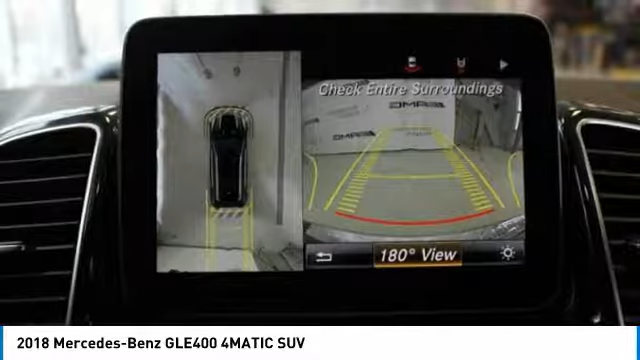 Check Entire Surroundings
180° View
2018 Mercedes-Benz GLE400 4MATIC SUV